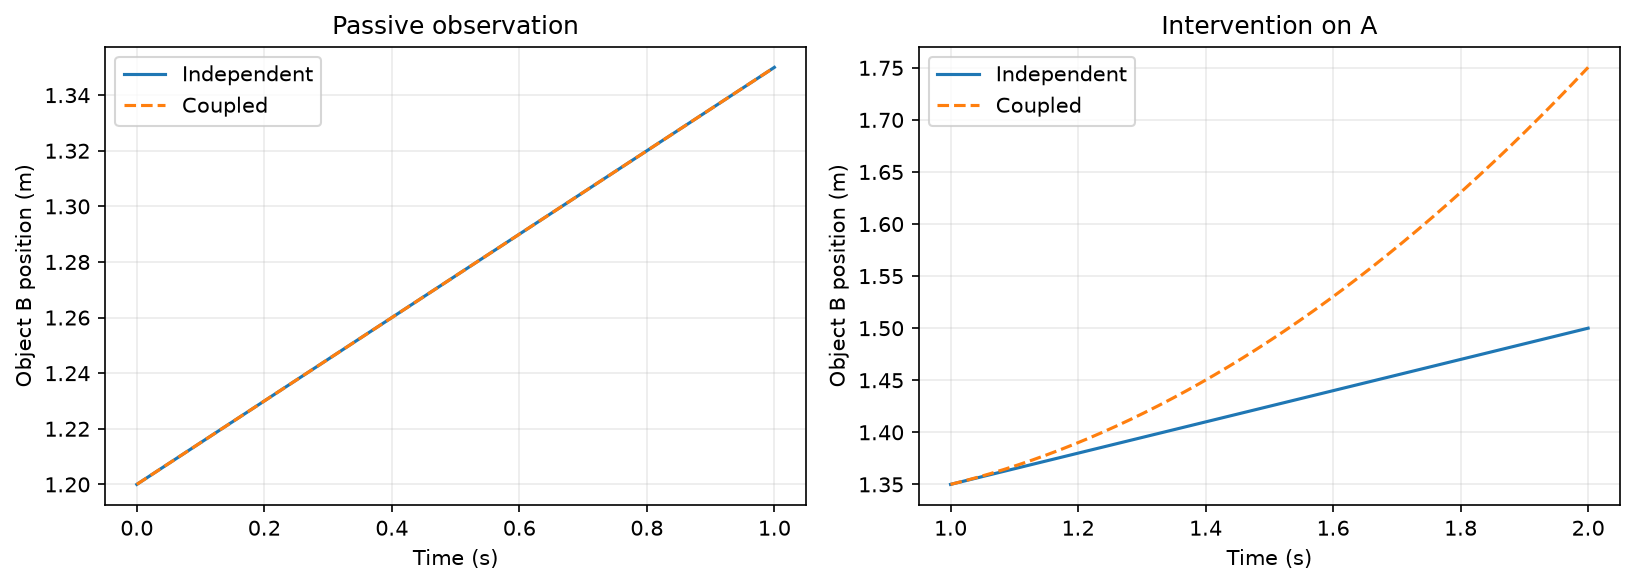 Passive observation
Independent
Coupled
1.34
1.32
1.30
1.28
1.26
1.24
1.22
1.20
Object B position (m)
0.0 0.2 0.4 0.6 0.8 1.0
Time (s)
Intervention on A
Independent
Coupled
1.75
1.70
1.65
1.60
1.55
1.50
1.45
1.40
1.35
Object B position (m)
1.0 1.2 1.4 1.6 1.8 2.0
Time (s)